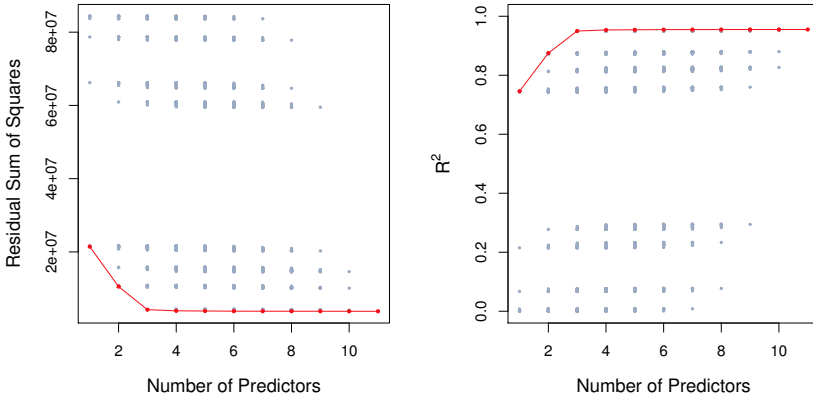 Residual Sum of Squares
8e+07
6e+07
4e+07
2e+07
2 4 6 8 10
Number of Predictors
R²
1.0
0.8
0.6
0.4
0.2
0.0
2 4 6 8 10
Number of Predictors